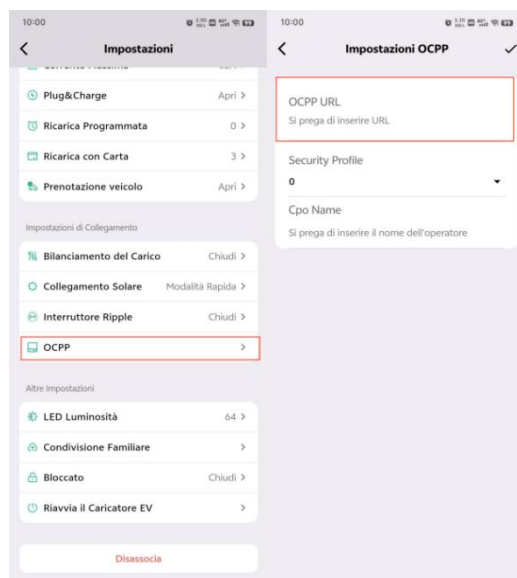 10:00
Impostazioni
Plug&Charge Apri >
Ricarica Programmata 0 >
Ricarica con Carta 3 >
Prenotazione veicolo Apri >
Impostazioni di Collegamento
Bilanciamento del Carico Chiudi >
Collegamento Solare Modalità Rapida >
Interruttore Ripple Chiudi >
OCPP >
Altre Impostazioni
LED Luminosità 64 >
Condivisione Familiare >
Bloccato Chiudi >
Riavvia il Caricatore EV >
Disassocia
10:00
Impostazioni OCPP
OCPP URL
Si prega di inserire URL
Security Profile
0
Cpo Name
Si prega di inserire il nome dell'operatore